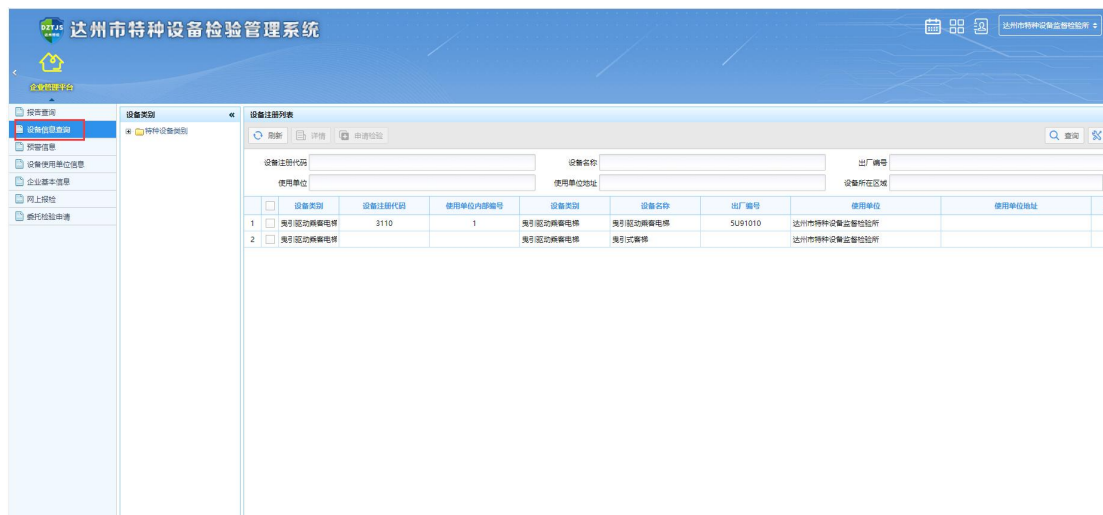 DZTJS
达州市特种设备检验管理系统
达州市特种设备监督检验所
企业管理平台
报告查询
设备信息查询
预警信息
设备使用单位信息
企业基本信息
网上报检
委托检验申请
设备类别
特种设备类别
设备注册列表
刷新 详情 申请检验 查询
设备注册代码 设备名称 出厂编号
使用单位 使用单位地址 设备所在区域
设备类别 设备注册代码 使用单位内部编号 设备类别 设备名称 出厂编号 使用单位 使用单位地址
1 曳引驱动乘客电梯 3110 1 曳引驱动乘客电梯 曳引驱动乘客电梯 5U91010 达州市特种设备监督检验所
2 曳引驱动乘客电梯 曳引驱动乘客电梯 曳引式客梯 达州市特种设备监督检验所